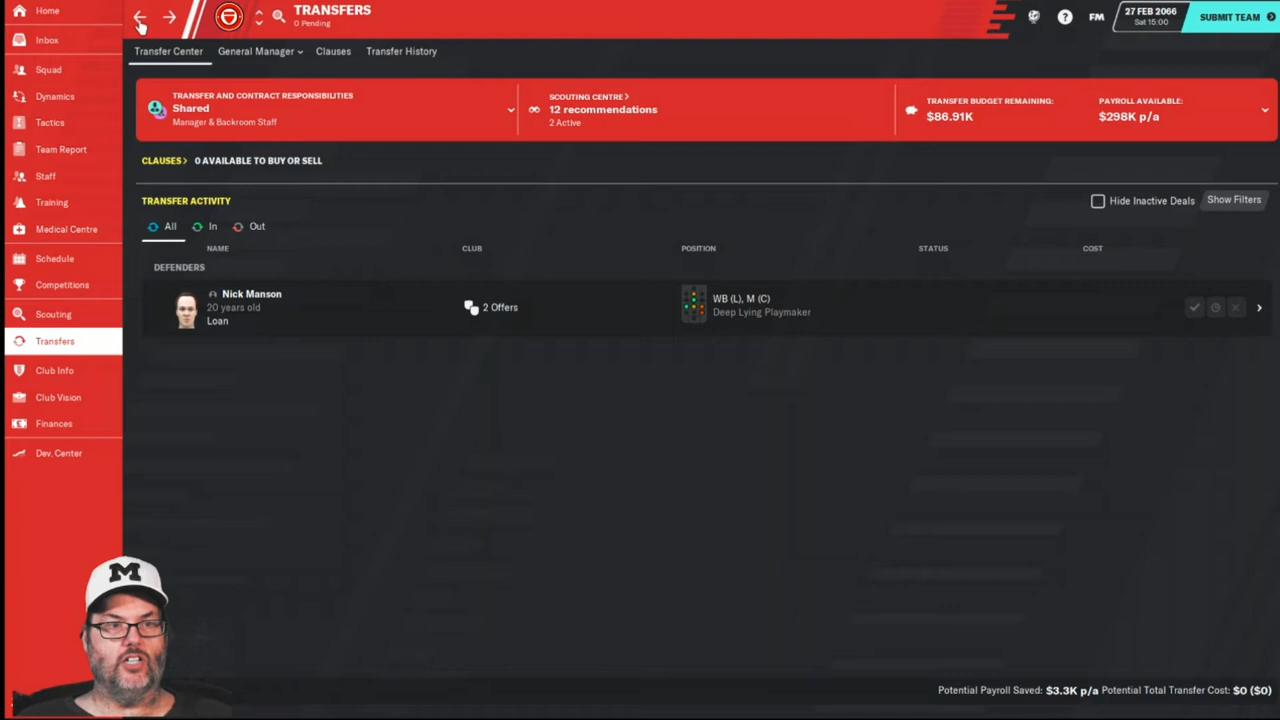 Home
Inbox
Squad
Dynamics
Tactics
Team Report
Staff
Training
Medical Centre
Schedule
Competitions
Scouting
Transfers
Club Info
Club Vision
Finances
Dev. Center
TRANSFERS
0 Pending
?
FM
27 FEB 2066
Sat 15:00
SUBMIT TEAM
Transfer Center
General Manager
Clauses
Transfer History
TRANSFER AND CONTRACT RESPONSIBILITIES
Shared
Manager & Backroom Staff
SCOUTING CENTRE>
12 recommendations
2 Active
TRANSFER BUDGET REMAINING:
$86.91K
PAYROLL AVAILABLE:
$298K p/a
CLAUSES> 0 AVAILABLE TO BUY OR SELL
TRANSFER ACTIVITY
Hide Inactive Deals
Show Filters
All
In
Out
NAME
CLUB
POSITION
STATUS
COST
DEFENDERS
Nick Manson
20 years old
Loan
2 Offers
WB (L), M (C)
Deep Lying Playmaker
M
Potential Payroll Saved: $3.3K p/a Potential Total Transfer Cost: $0 ($0)